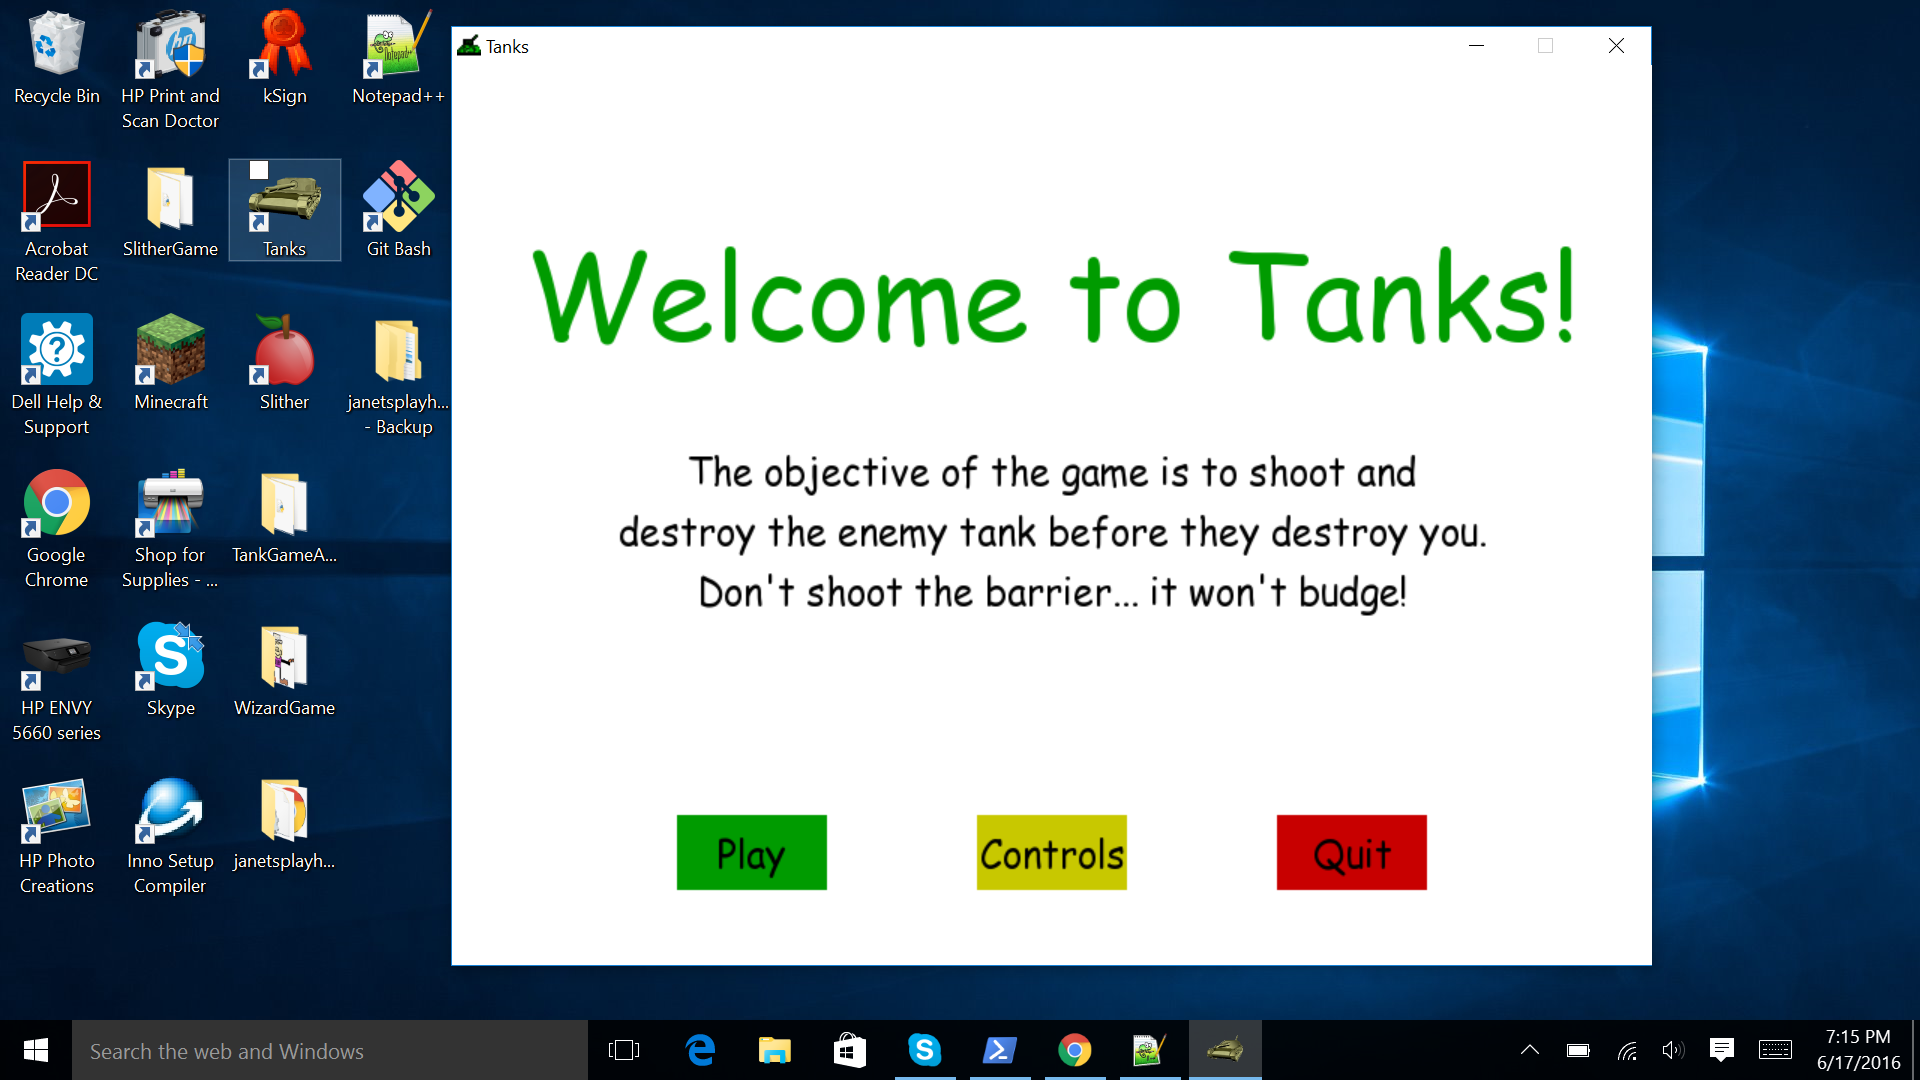 Recycle Bin
HP Print and
Scan Doctor
kSign
Notepad++
Acrobat
Reader DC
SlitherGame
Tanks
Git Bash
Dell Help &
Support
Minecraft
Slither
janetsplayh...
- Backup
Google
Chrome
Shop for
Supplies - ...
TankGameA...
HP ENVY
5660 series
Skype
WizardGame
HP Photo
Creations
Inno Setup
Compiler
janetsplayh...
Tanks
Welcome to Tanks!
The objective of the game is to shoot and
destroy the enemy tank before they destroy you.
Don't shoot the barrier... it won't budge!
Play
Controls
Quit
Search the web and Windows
7:15 PM
6/17/2016